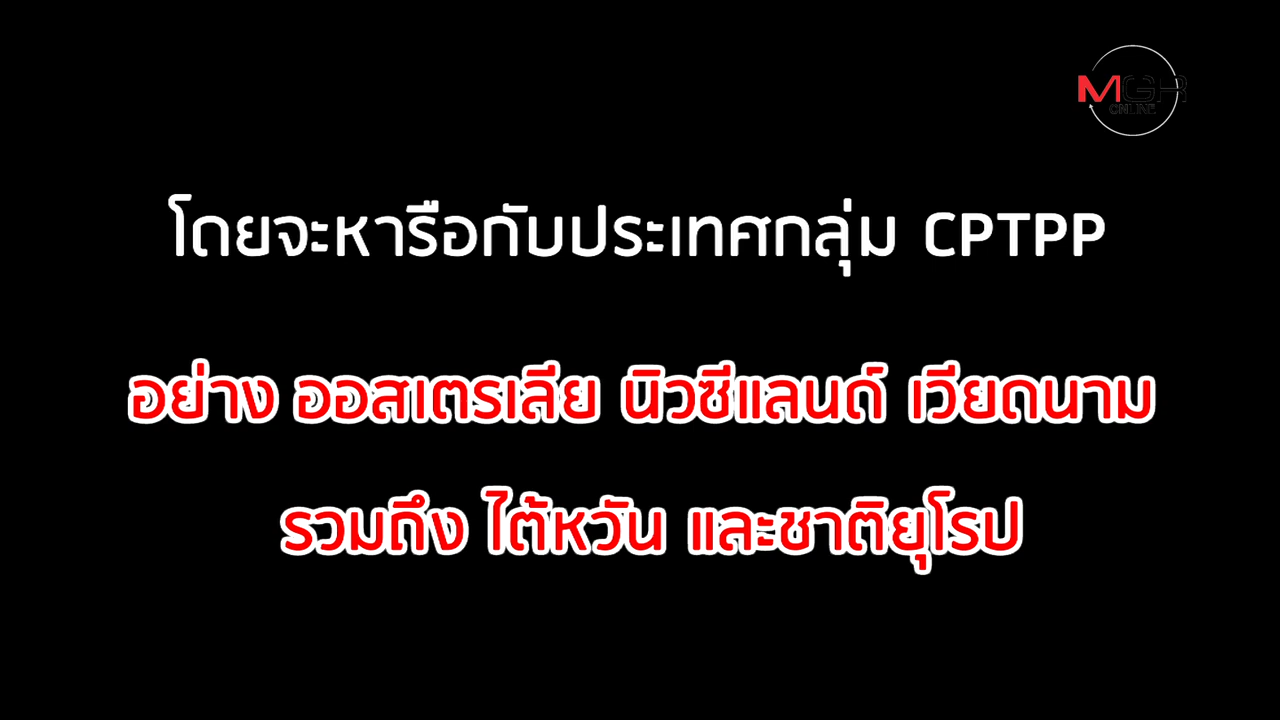 MGR
ONLINE
โดยจะหารือกับประเทศกลุ่ม CPTPP
อย่าง ออสเตรเลีย นิวซีแลนด์ เวียดนาม
รวมถึง ไต้หวัน และชาติยุโรป